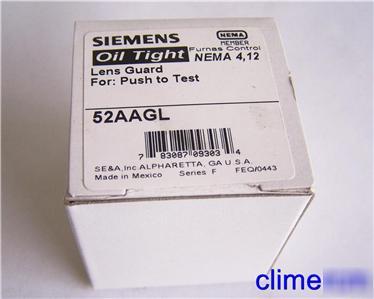 SIEMENS
NEMA
MEMBER
Oil Tight
Furnas Control
NEMA 4,12
Lens Guard
For: Push to Test
52AAGL
7 83087 09303 4
SE&A,Inc.ALPHARETTA, GA U.S.A.
Made in Mexico Series F FEQ/0443
clime